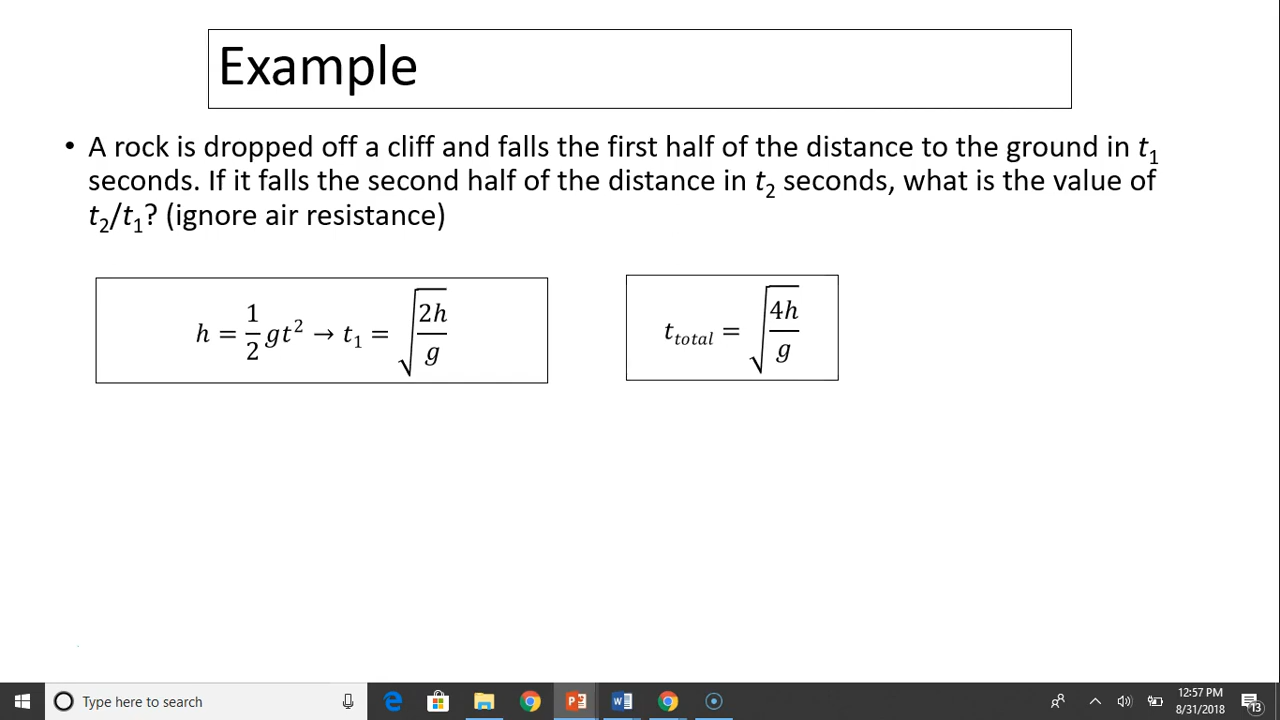 Example
• A rock is dropped off a cliff and falls the first half of the distance to the ground in t₁
seconds. If it falls the second half of the distance in t₂ seconds, what is the value of
t₂/t₁? (ignore air resistance)
h = 1/2 gt² → t₁ = √(2h/g)
t_total = √(4h/g)
Type here to search
12:57 PM
8/31/2018
13